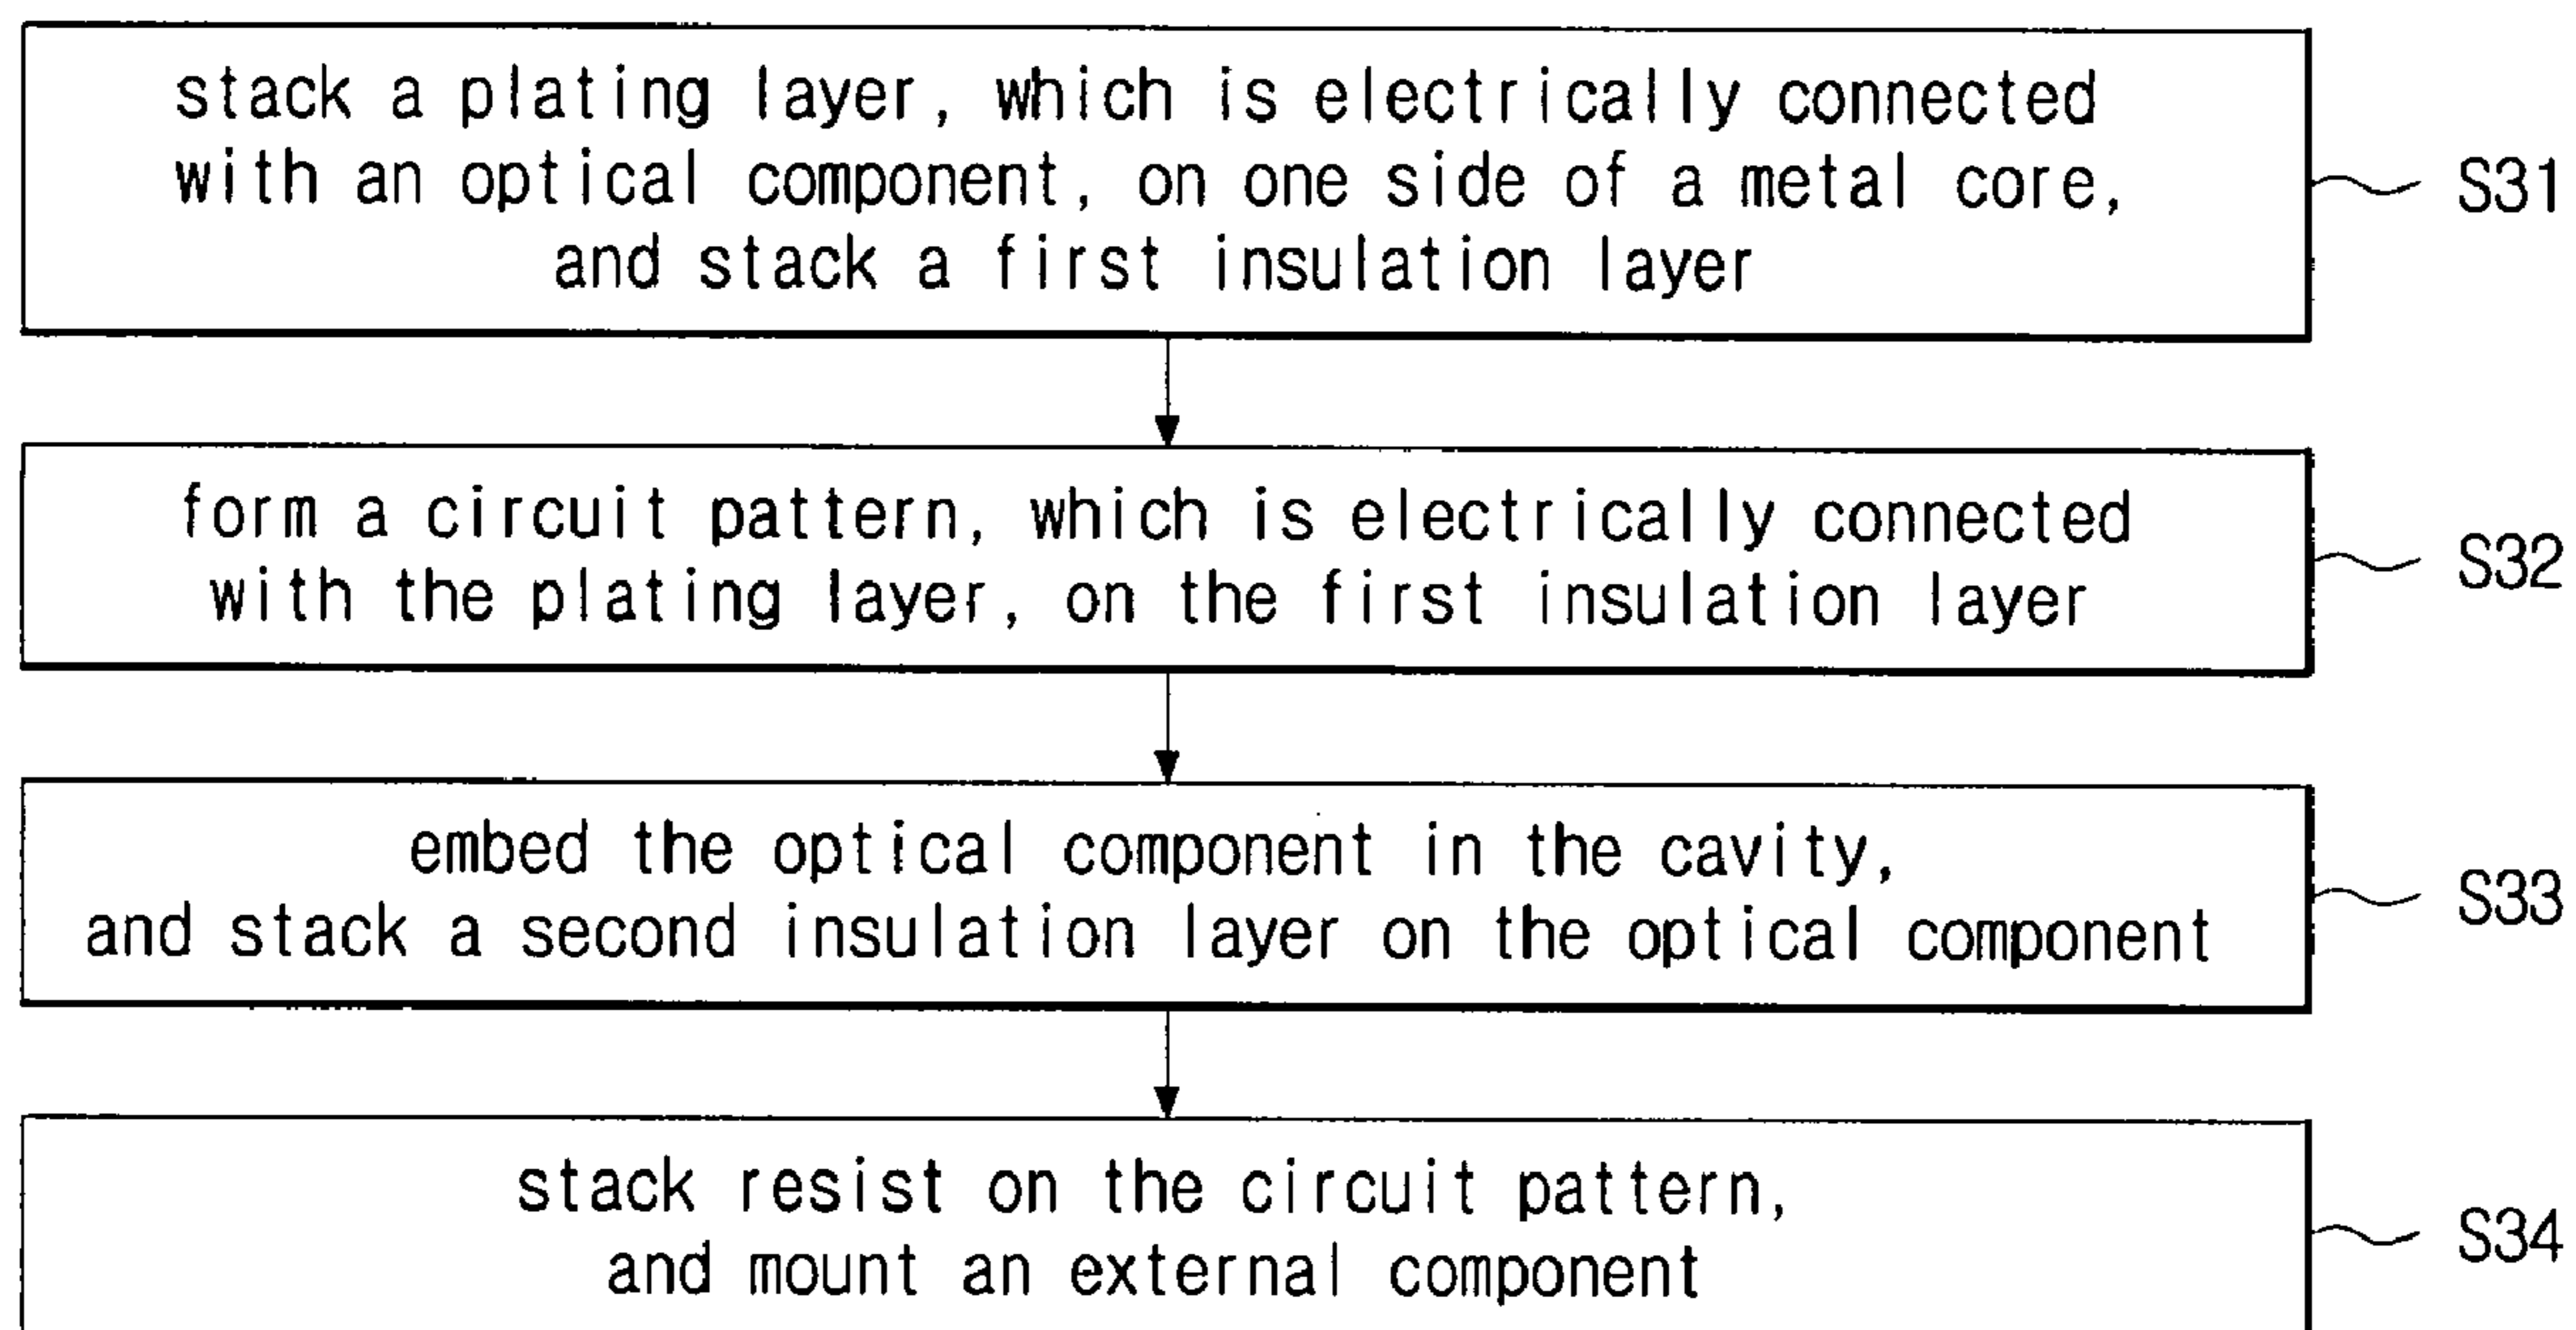 stack a plating layer, which is electrically connected
with an optical component, on one side of a metal core,
and stack a first insulation layer
S31
form a circuit pattern, which is electrically connected
with the plating layer, on the first insulation layer
S32
embed the optical component in the cavity,
and stack a second insulation layer on the optical component
S33
stack resist on the circuit pattern,
and mount an external component
S34